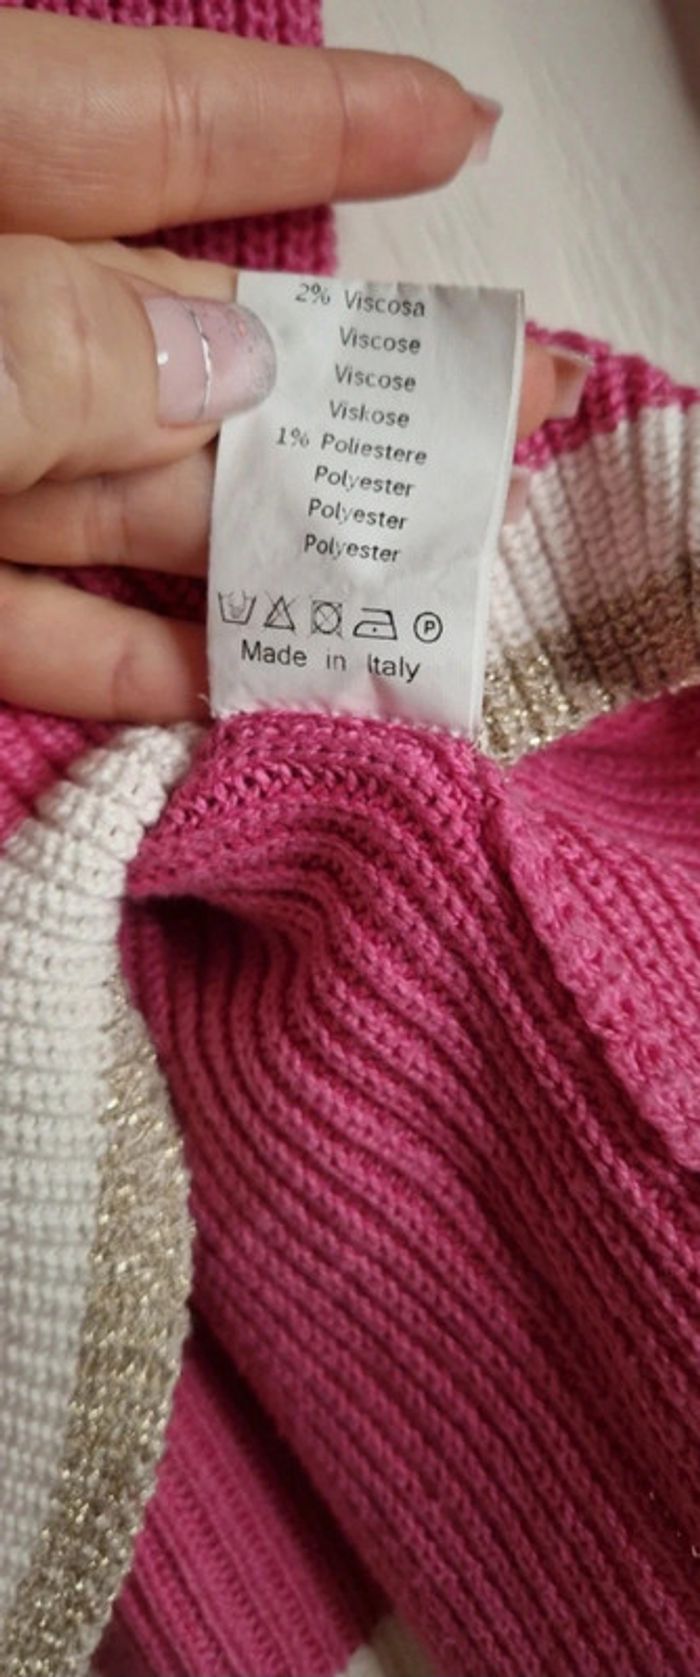 2% Viscosa
Viscose
Viscose
Viskose
1% Poliestere
Polyester
Polyester
Polyester
P
Made in Italy